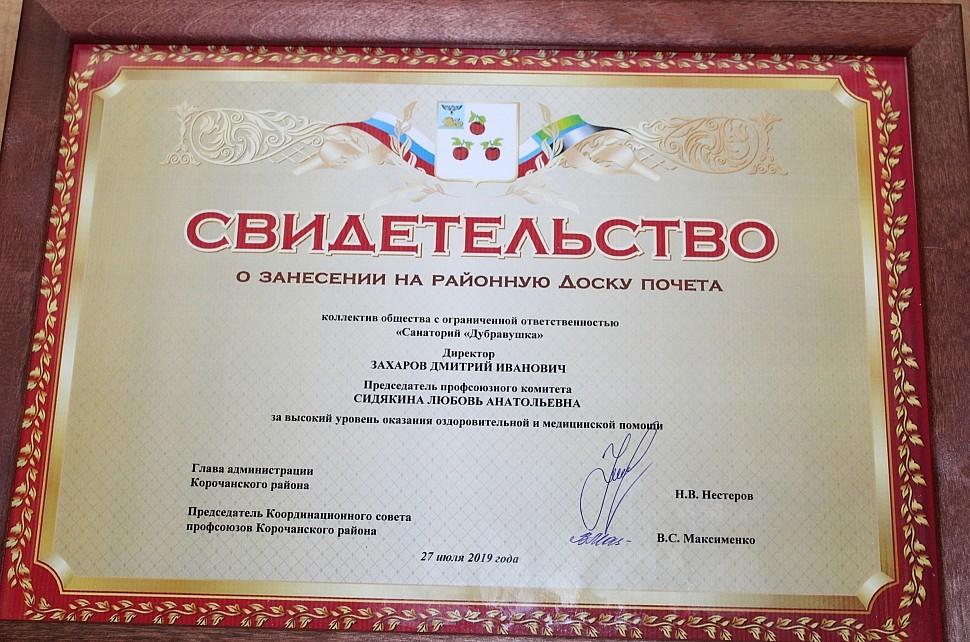 СВИДЕТЕЛЬСТВО
О ЗАНЕСЕНИИ НА РАЙОННУЮ ДОСКУ ПОЧЕТА
коллектив общества с ограниченной ответственностью
«Санаторий «Дубравушка»
Директор
ЗАХАРОВ ДМИТРИЙ ИВАНОВИЧ
Председатель профсоюзного комитета
СИДЯКИНА ЛЮБОВЬ АНАТОЛЬЕВНА
за высокий уровень оказания оздоровительной и медицинской помощи
Глава администрации
Корочанского района
Н.В. Нестеров
Председатель Координационного совета
профсоюзов Корочанского района
В.С. Максименко
27 июля 2019 года